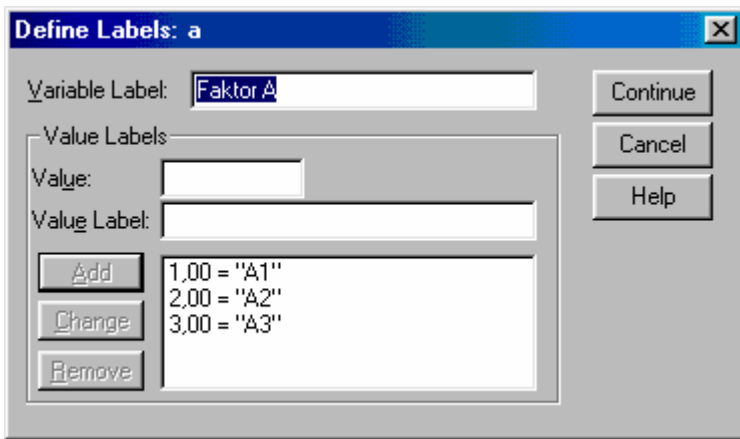 Define Labels: a
Variable Label: Faktor A
Continue
Value Labels
Cancel
Value:
Help
Value Label:
Add
Change
Remove
1,00 = "A1"
2,00 = "A2"
3,00 = "A3"